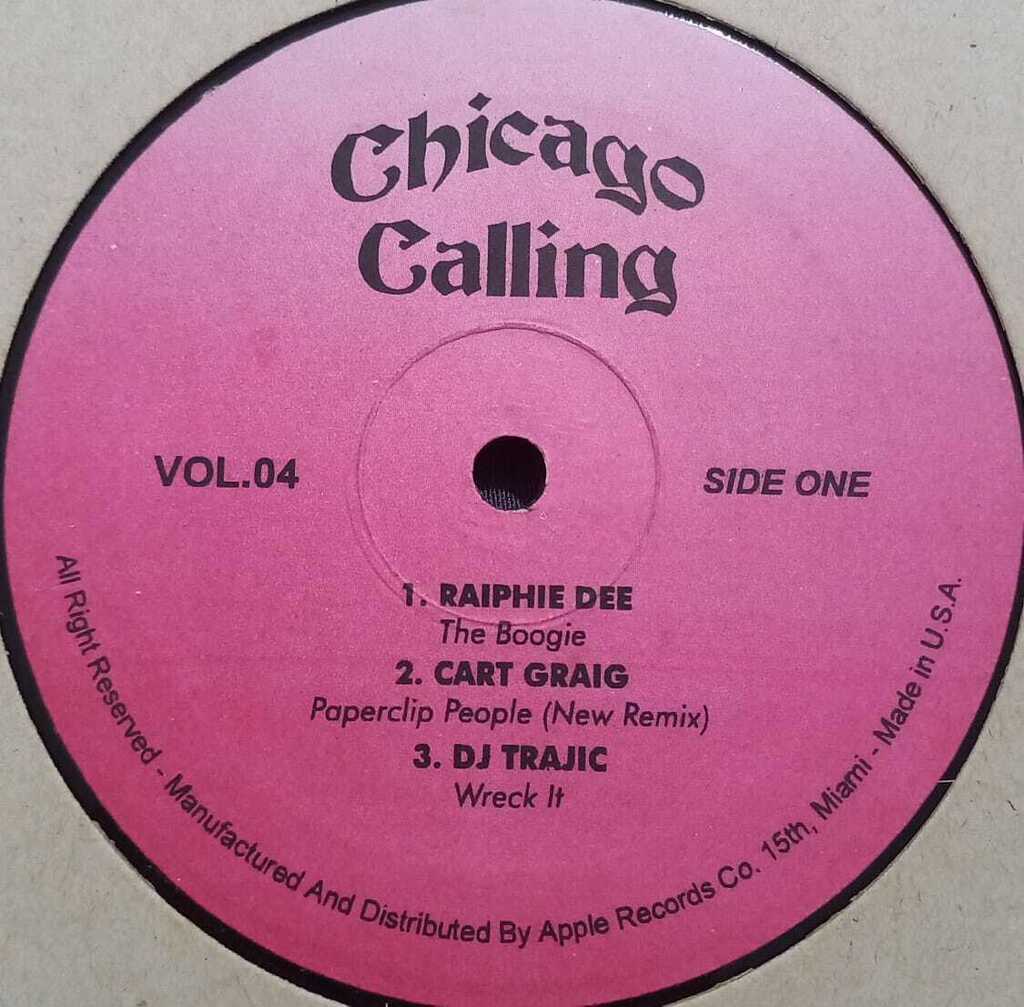 Chicago
Calling
VOL.04
SIDE ONE
1. RAIPHIE DEE
The Boogie
2. CART GRAIG
Paperclip People (New Remix)
3. DJ TRAJIC
Wreck It
All Right Reserved - Manufactured And Distributed By Apple Records Co. 15th, Miami - Made in U.S.A.